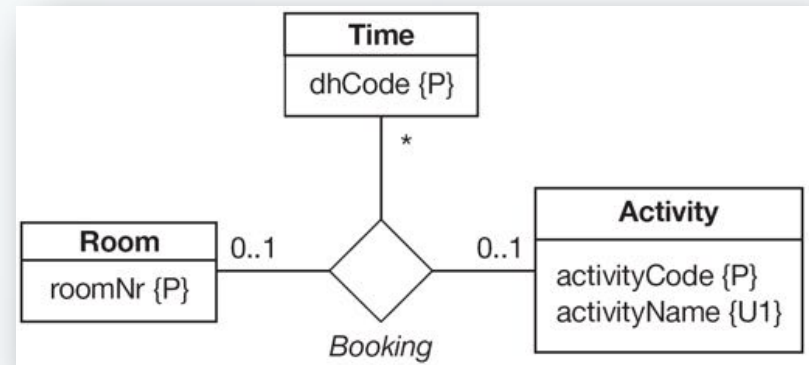 Time
dhCode {P}
*
Room
roomNr {P}
0..1
0..1
Activity
activityCode {P}
activityName {U1}
Booking